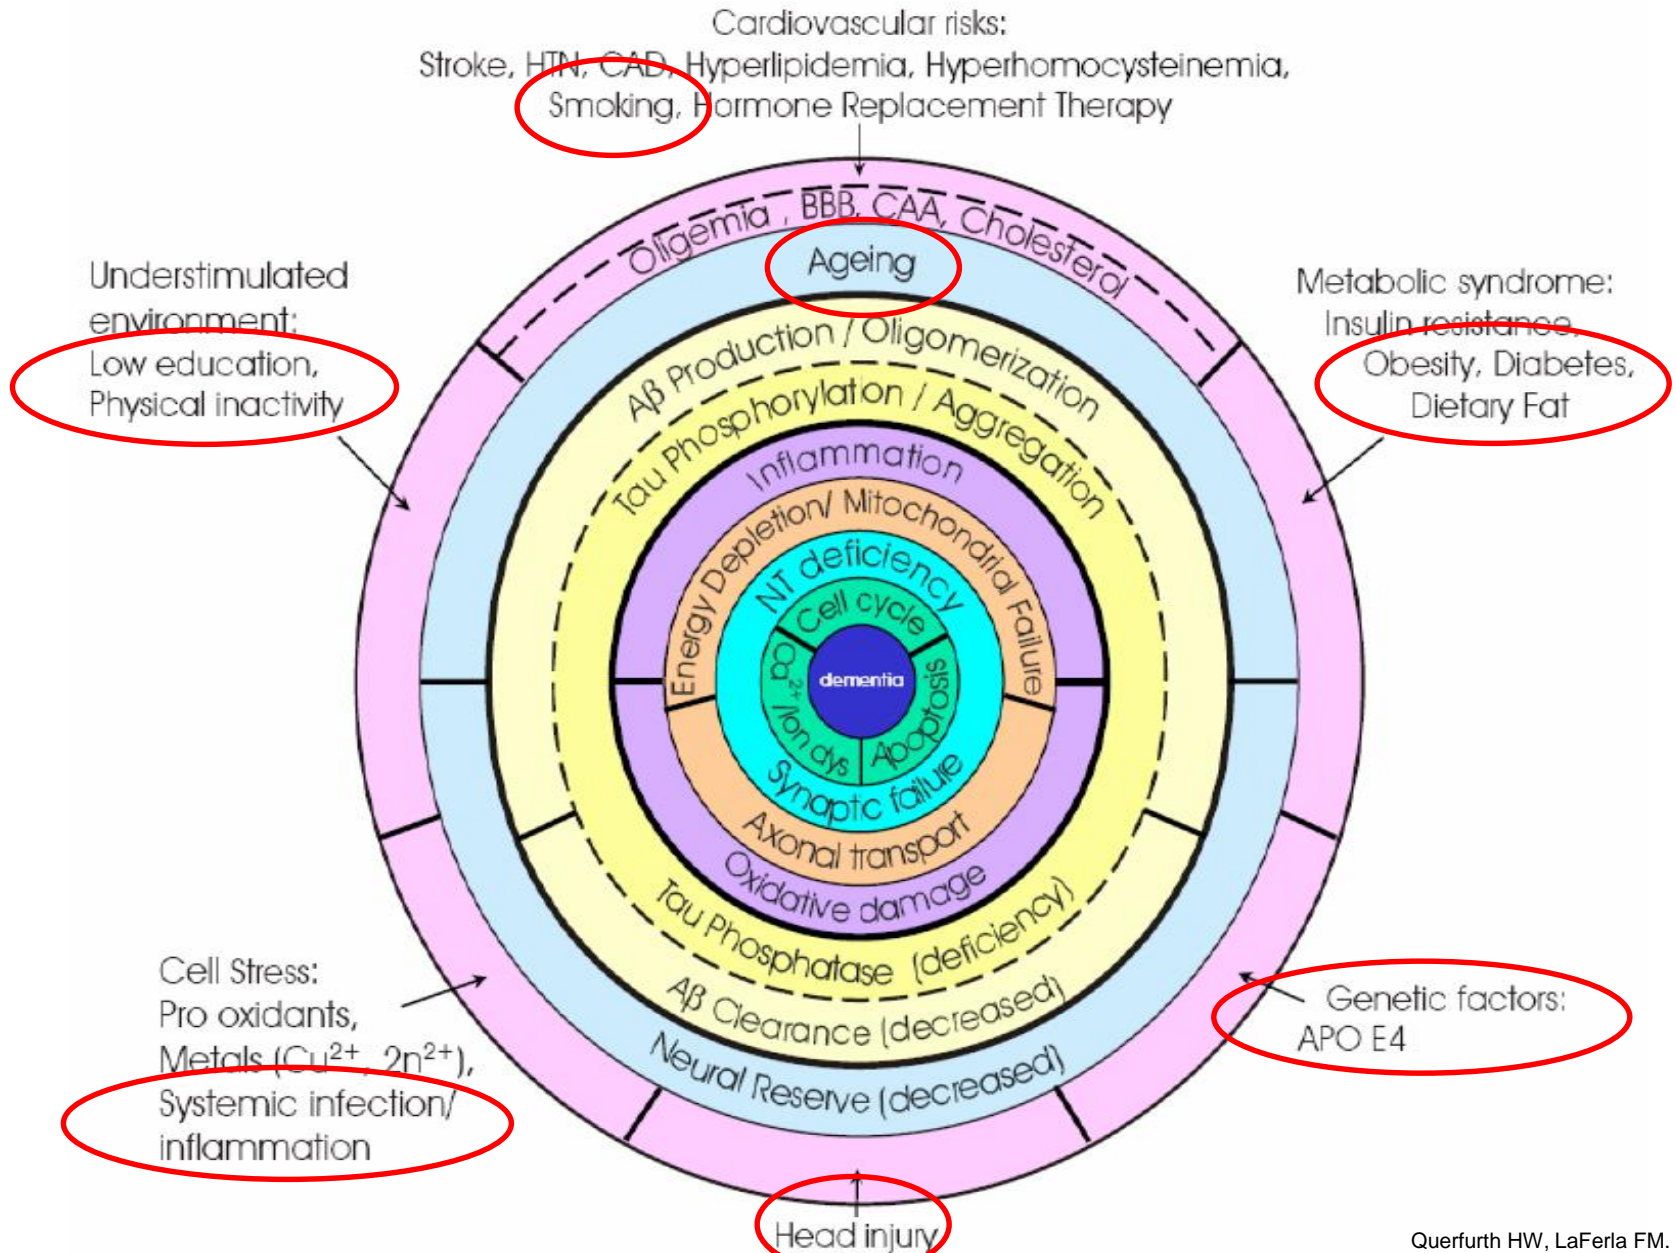 Cardiovascular risks:
Stroke, HTN, CAD, Hyperlipidemia, Hyperhomocysteinemia,
Smoking, Hormone Replacement Therapy
Oligemia , BBB, CAA, Cholesterol
Ageing
Understimulated
environment:
Low education,
Physical inactivity
Metabolic syndrome:
Insulin resistance,
Obesity, Diabetes,
Dietary Fat
Aβ Production / Oligomerization
Tau Phosphorylation / Aggregation
Inflammation
Energy Depletion/ Mitochondrial Failure
NT deficiency
Cell cycle
Ca²⁺/Ion dys
Apoptosis
dementia
Synaptic failure
Axonal transport
Oxidative damage
Tau Phosphatase (deficiency)
Aβ Clearance (decreased)
Neural Reserve (decreased)
Cell Stress:
Pro oxidants,
Metals (Cu²⁺, 2n²⁺),
Systemic infection/
inflammation
Genetic factors:
APO E4
Head injury
Querfurth HW, LaFerla FM.